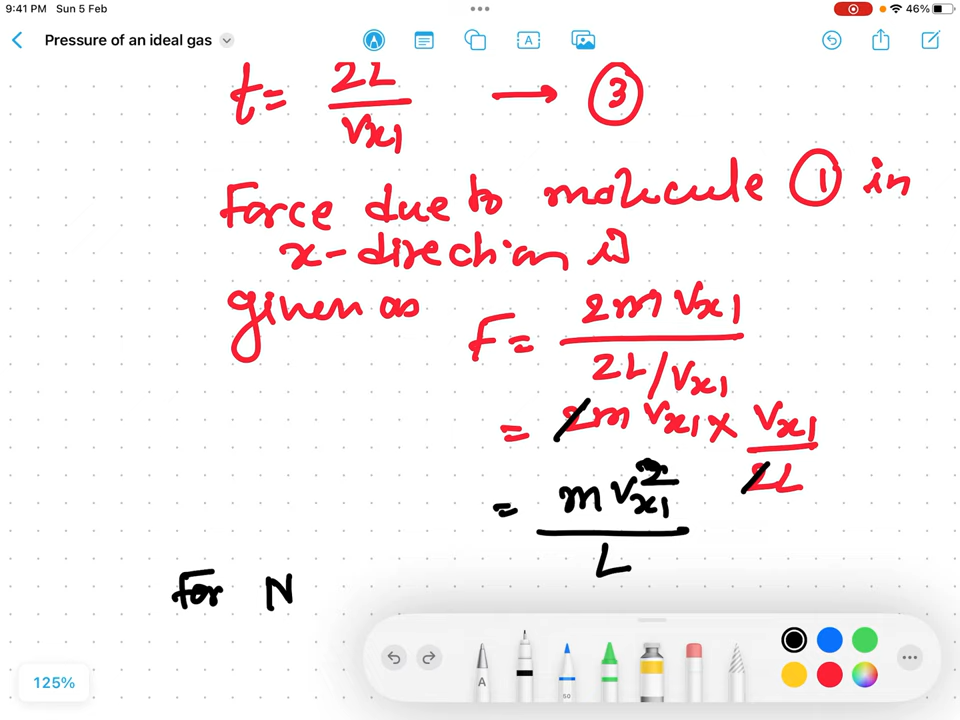 9:41 PM Sun 5 Feb
46%
Pressure of an ideal gas
t = 2L / Vx1 → ③
Force due to molecule ① in
x-direction is
given as F = 2m Vx1 / 2L/Vx1
= 2m Vx1 × Vx1 / 2L
= m Vx1² / L
For N
A
50
125%